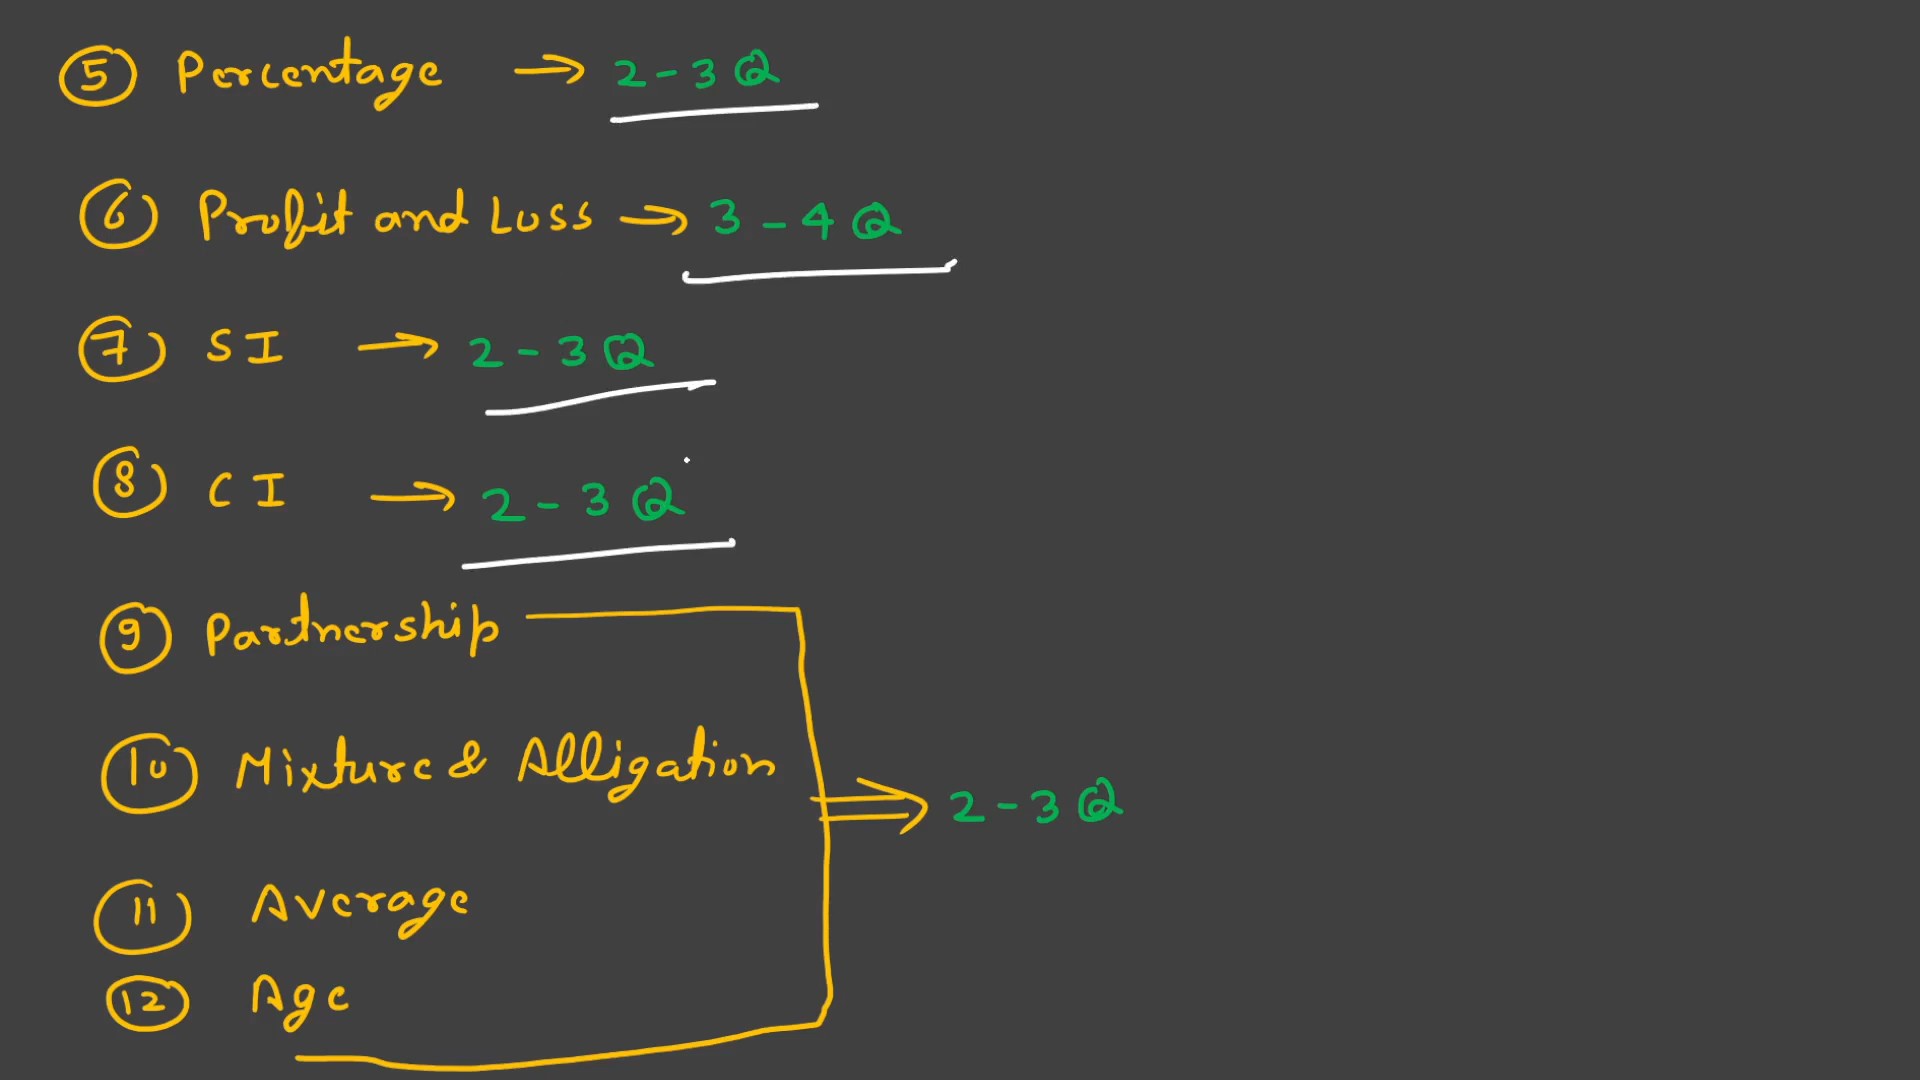 5 Percentage → 2-3 Q
6 Profit and Loss → 3-4 Q
7 SI → 2-3 Q
8 CI → 2-3 Q
9 Partnership
10 Mixture & Alligation
⇒ 2-3 Q
11 Average
12 Age